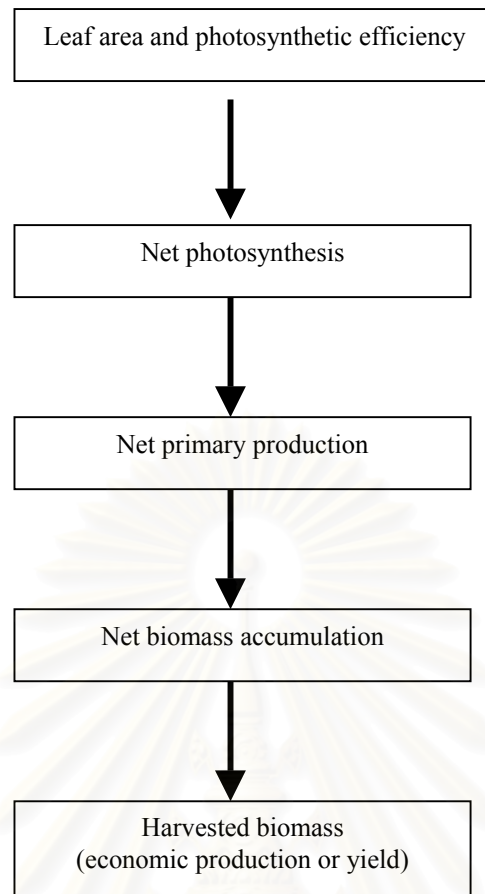 Leaf area and photosynthetic efficiency
Net photosynthesis
Net primary production
Net biomass accumulation
Harvested biomass
(economic production or yield)